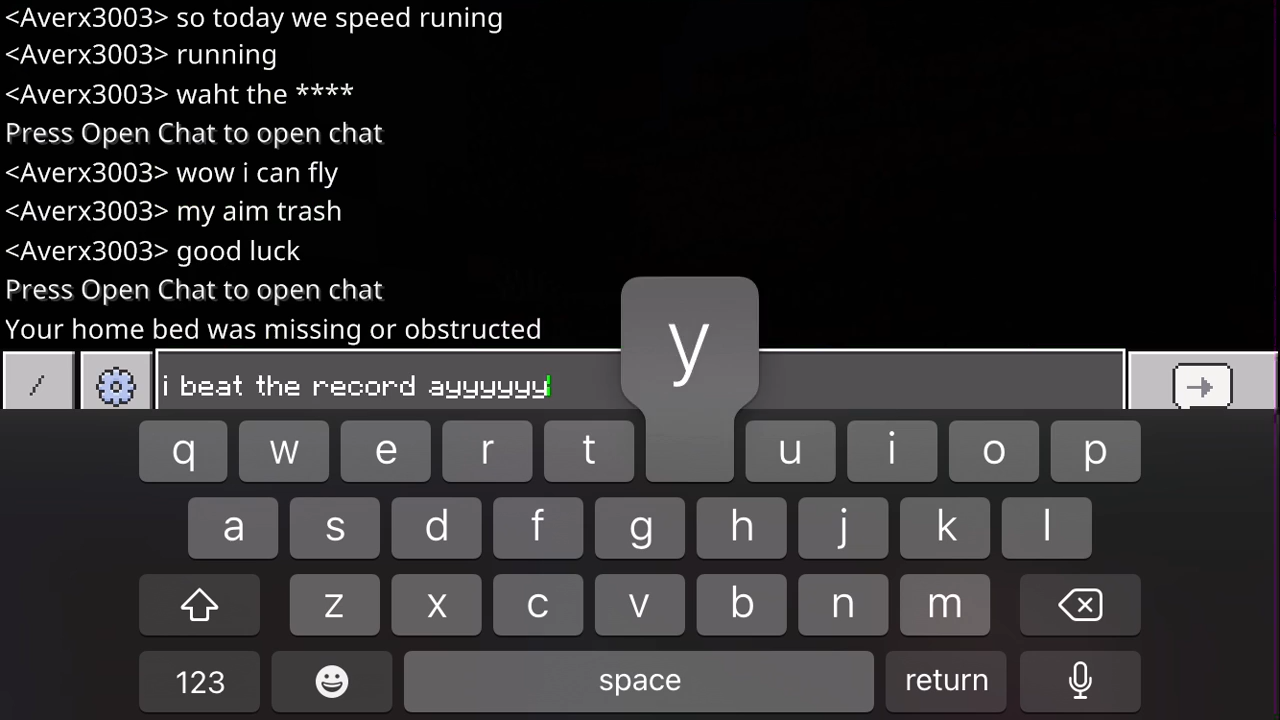 <Averx3003> so today we speed runing
<Averx3003> running
<Averx3003> waht the ****
Press Open Chat to open chat
<Averx3003> wow i can fly
<Averx3003> my aim trash
<Averx3003> good luck
Press Open Chat to open chat
Your home bed was missing or obstructed
/ i beat the record ayyyyyy
y
q w e r t u i o p
a s d f g h j k l
z x c v b n m
123 space return